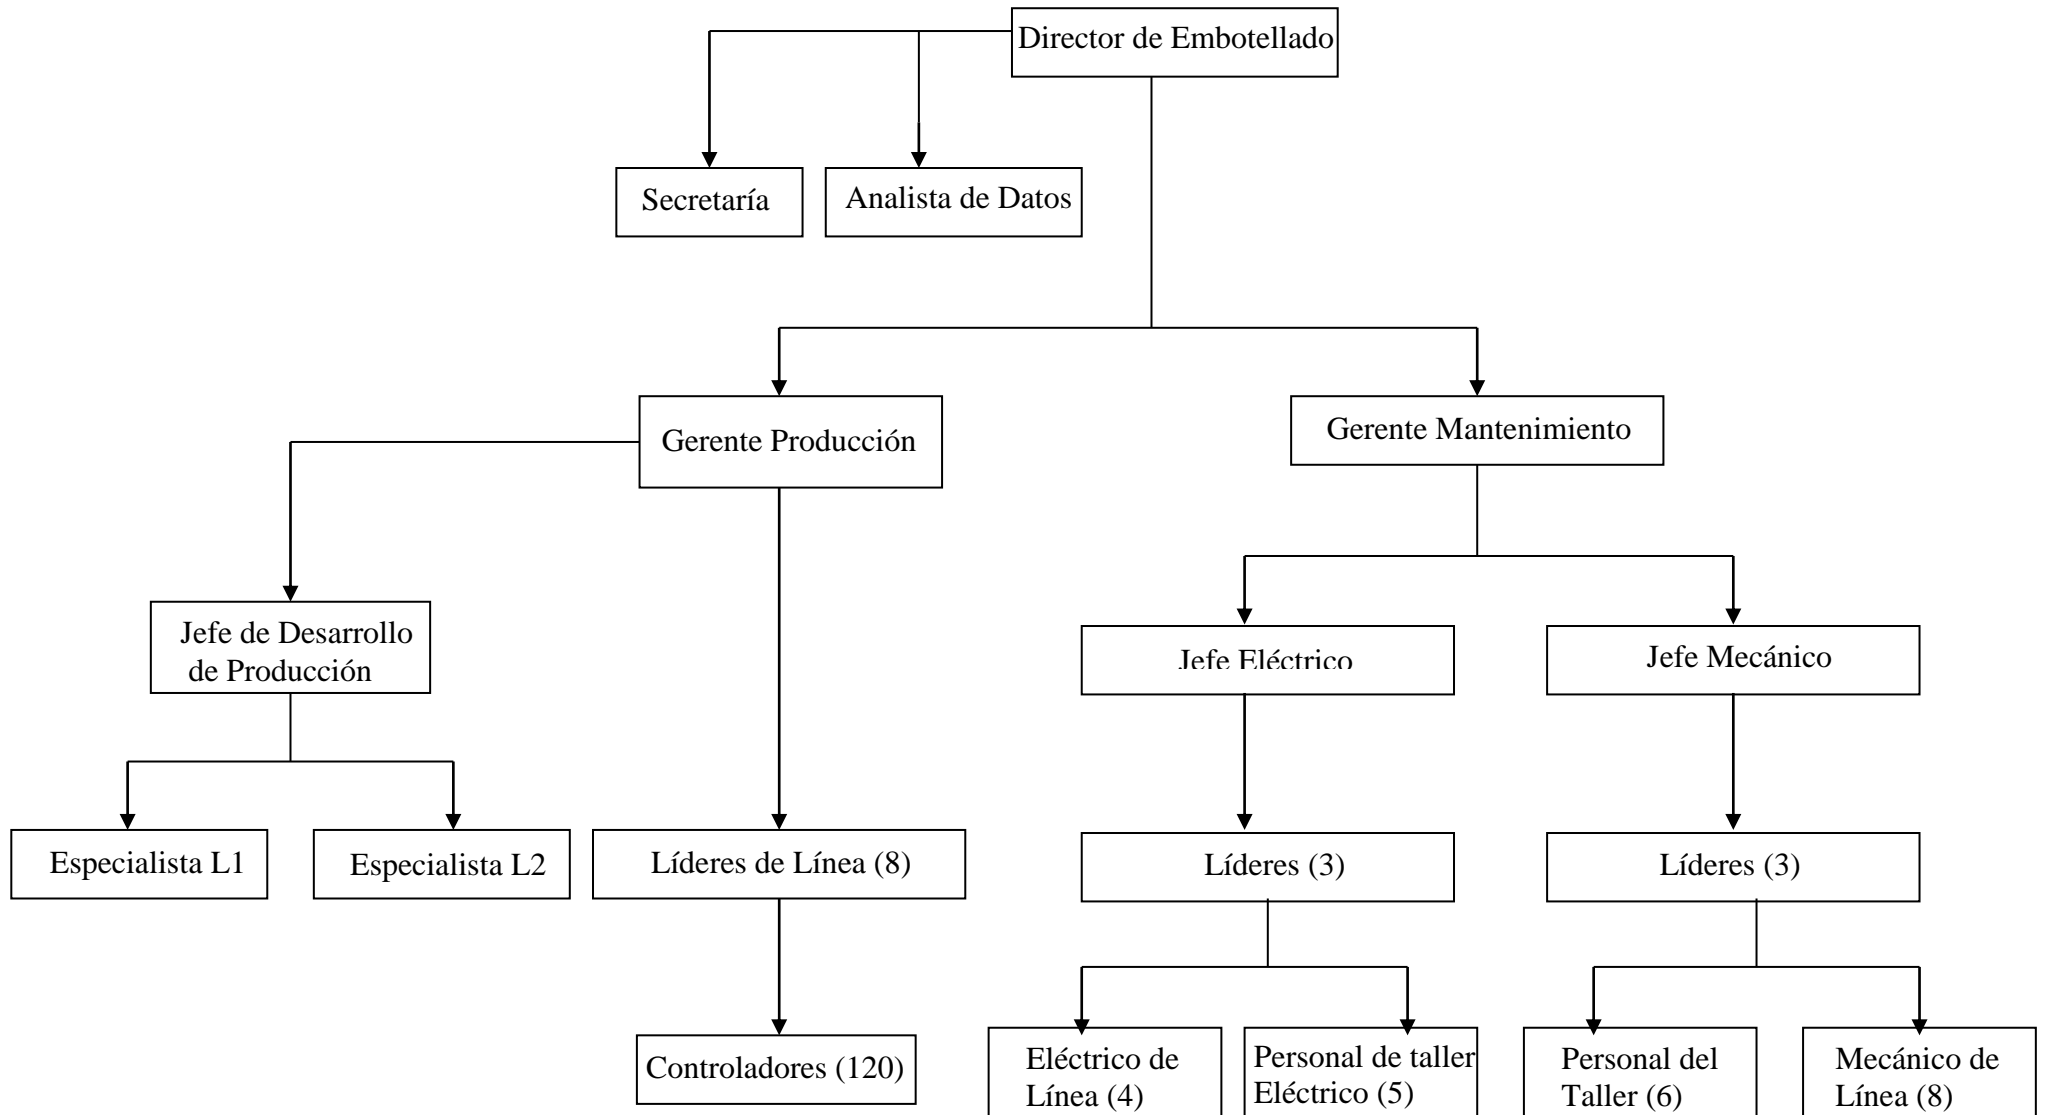 Director de Embotellado
Secretaría
Analista de Datos
Gerente Producción
Gerente Mantenimiento
Jefe de Desarrollo
de Producción
Jefe Eléctrico
Jefe Mecánico
Especialista L1
Especialista L2
Líderes de Línea (8)
Líderes (3)
Líderes (3)
Controladores (120)
Eléctrico de
Línea (4)
Personal de taller
Eléctrico (5)
Personal del
Taller (6)
Mecánico de
Línea (8)